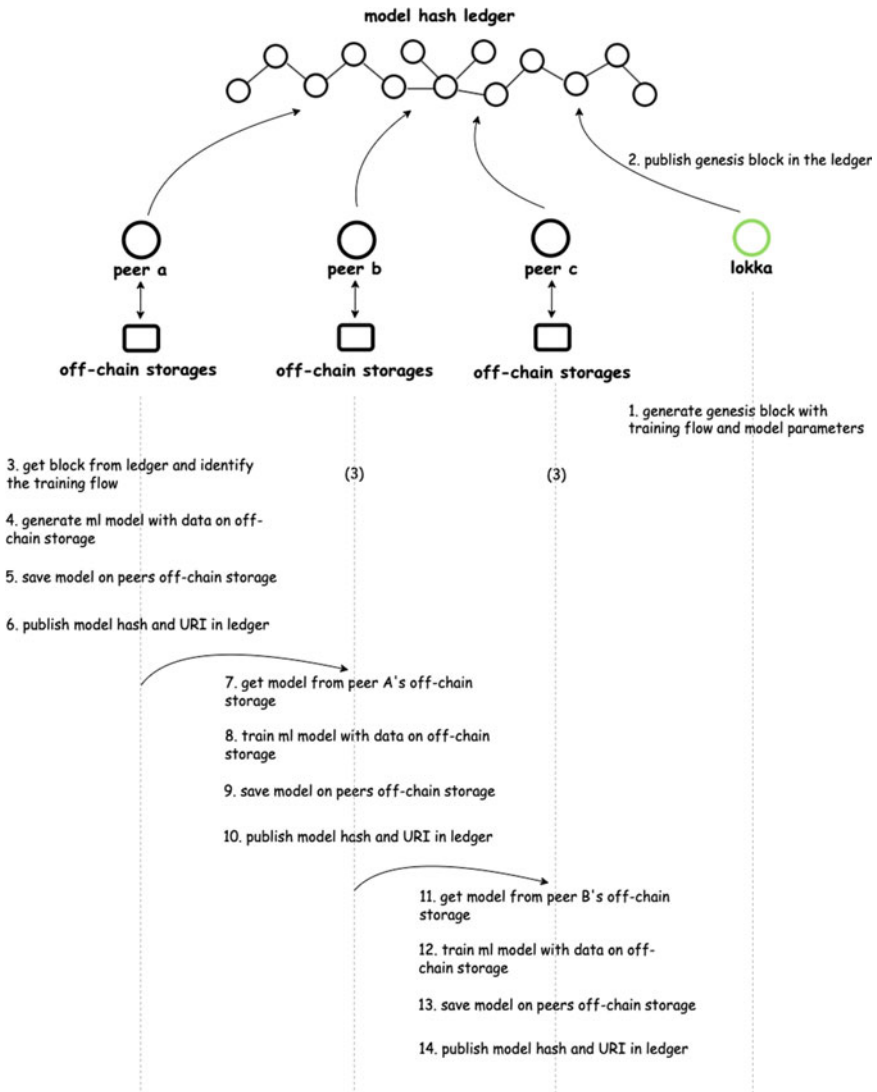 model hash ledger
2. publish genesis block in the ledger
peer a
peer b
peer c
lokka
off-chain storages
off-chain storages
off-chain storages
1. generate genesis block with
training flow and model parameters
3. get block from ledger and identify
the training flow
(3)
(3)
4. generate ml model with data on off-
chain storage
5. save model on peers off-chain storage
6. publish model hash and URI in ledger
7. get model from peer A's off-chain
storage
8. train ml model with data on off-chain
storage
9. save model on peers off-chain storage
10. publish model hash and URI in ledger
11. get model from peer B's off-chain
storage
12. train ml model with data on off-
chain storage
13. save model on peers off-chain storage
14. publish model hash and URI in ledger